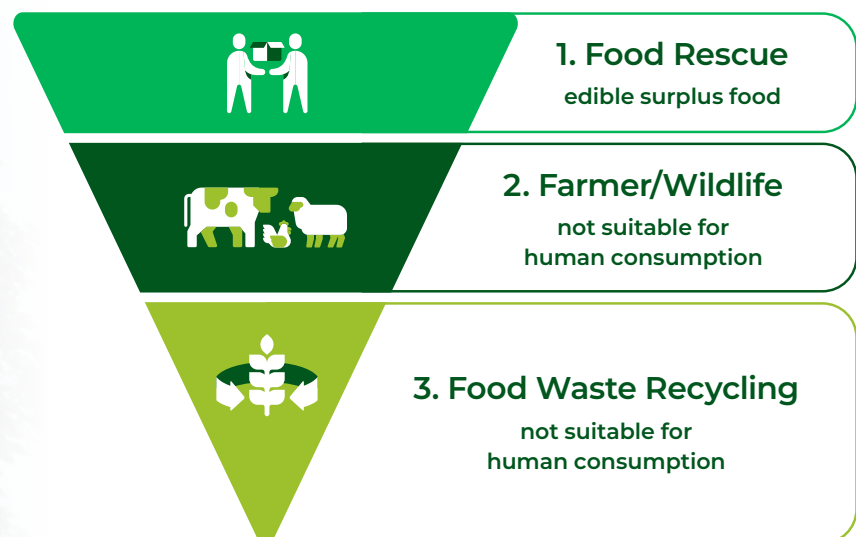 1. Food Rescue
edible surplus food
2. Farmer/Wildlife
not suitable for
human consumption
3. Food Waste Recycling
not suitable for
human consumption